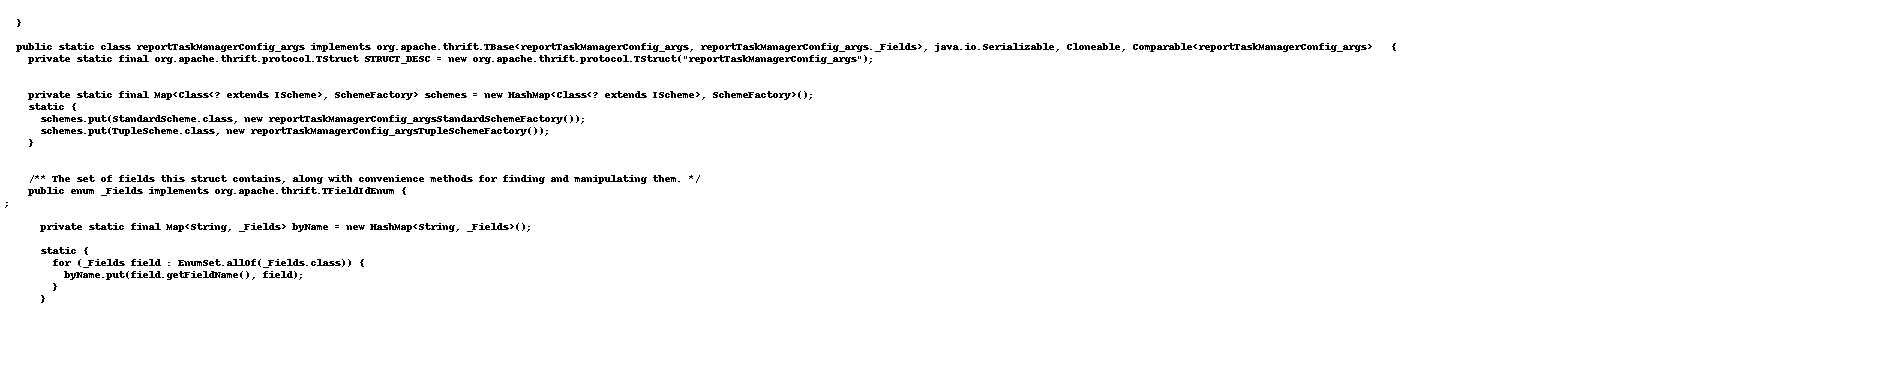 }
public static class reportTaskManagerConfig_args implements org.apache.thrift.TBase<reportTaskManagerConfig_args, reportTaskManagerConfig_args._Fields>, java.io.Serializable, Cloneable, Comparable<reportTaskManagerConfig_args>   {
private static final org.apache.thrift.protocol.TStruct STRUCT_DESC = new org.apache.thrift.protocol.TStruct("reportTaskManagerConfig_args");
private static final Map<Class<? extends IScheme>, SchemeFactory> schemes = new HashMap<Class<? extends IScheme>, SchemeFactory>();
static {
schemes.put(StandardScheme.class, new reportTaskManagerConfig_argsStandardSchemeFactory());
schemes.put(TupleScheme.class, new reportTaskManagerConfig_argsTupleSchemeFactory());
}
/** The set of fields this struct contains, along with convenience methods for finding and manipulating them. */
public enum _Fields implements org.apache.thrift.TFieldIdEnum {
;
private static final Map<String, _Fields> byName = new HashMap<String, _Fields>();
static {
for (_Fields field : EnumSet.allOf(_Fields.class)) {
byName.put(field.getFieldName(), field);
}
}